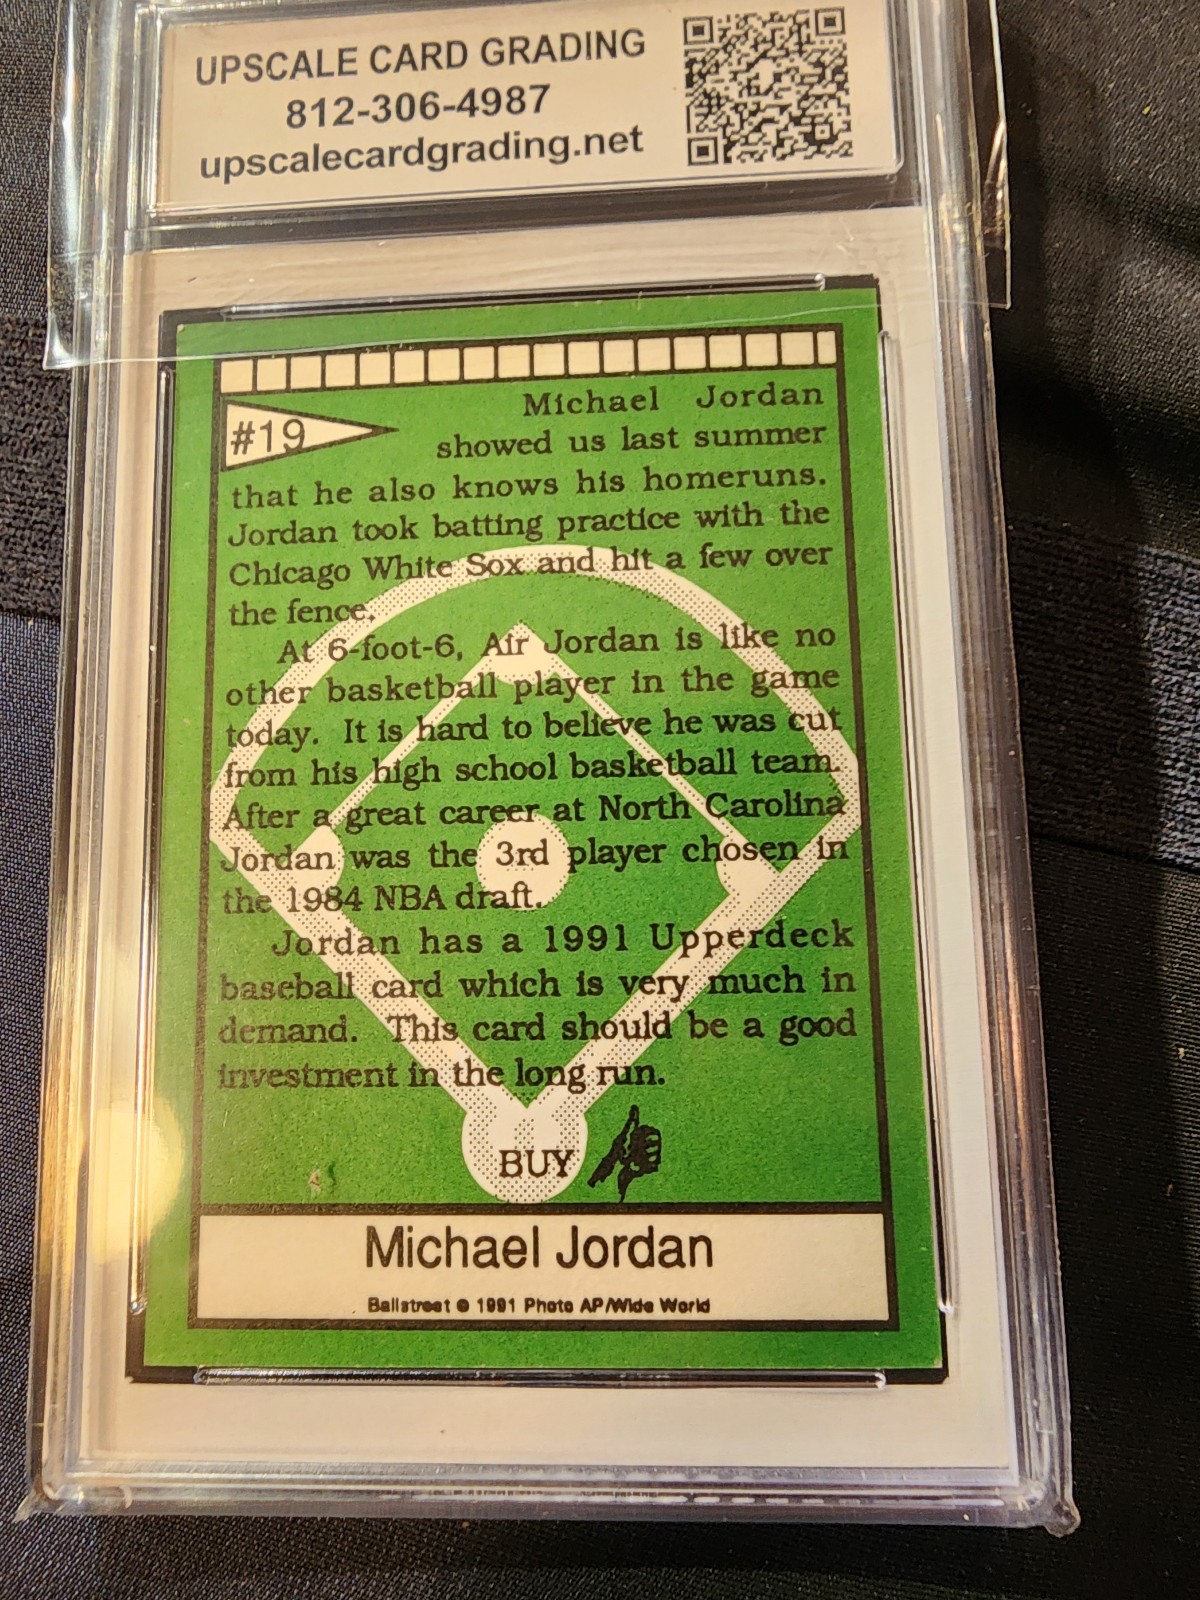 UPSCALE CARD GRADING
812-306-4987
upscalecardgrading.net
#19
Michael Jordan
showed us last summer
that he also knows his homeruns.
Jordan took batting practice with the
Chicago White Sox and hit a few over
the fence.
At 6-foot-6, Air Jordan is like no
other basketball player in the game
today. It is hard to believe he was cut
from his high school basketball team.
After a great career at North Carolina
Jordan was the 3rd player chosen in
the 1984 NBA draft.
Jordan has a 1991 Upperdeck
baseball card which is very much in
demand. This card should be a good
investment in the long run.
BUY
Michael Jordan
Ballstreet © 1991 Photo AP/Wide World